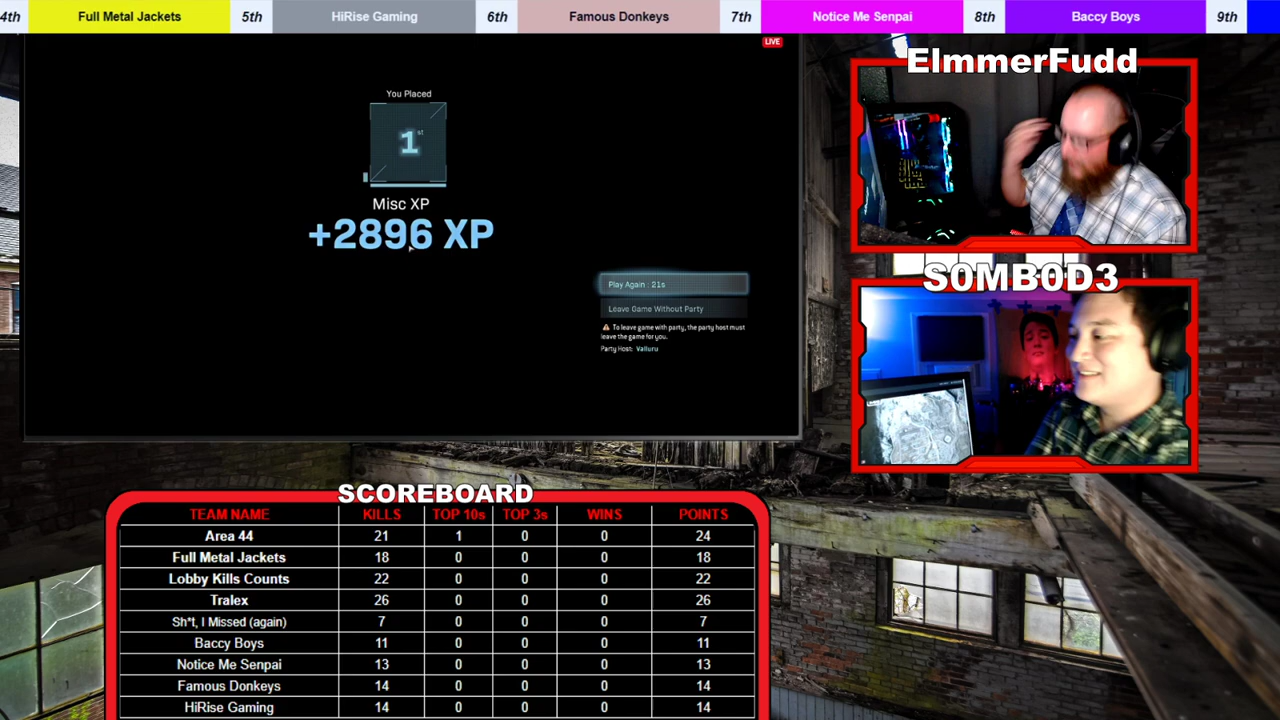 4th Full Metal Jackets 5th HiRise Gaming 6th Famous Donkeys 7th Notice Me Senpai 8th Baccy Boys 9th
LIVE
You Placed
1st
Misc XP
+2896 XP
Play Again : 21s
Leave Game Without Party
To leave game with party, the party host must
leave the game for you.
Party Host: Valluru
ElmmerFudd
S0MB0D3
SCOREBOARD
TEAM NAME KILLS TOP 10s TOP 3s WINS POINTS
Area 44 21 1 0 0 24
Full Metal Jackets 18 0 0 0 18
Lobby Kills Counts 22 0 0 0 22
Tralex 26 0 0 0 26
Sh*t, I Missed (again) 7 0 0 0 7
Baccy Boys 11 0 0 0 11
Notice Me Senpai 13 0 0 0 13
Famous Donkeys 14 0 0 0 14
HiRise Gaming 14 0 0 0 14